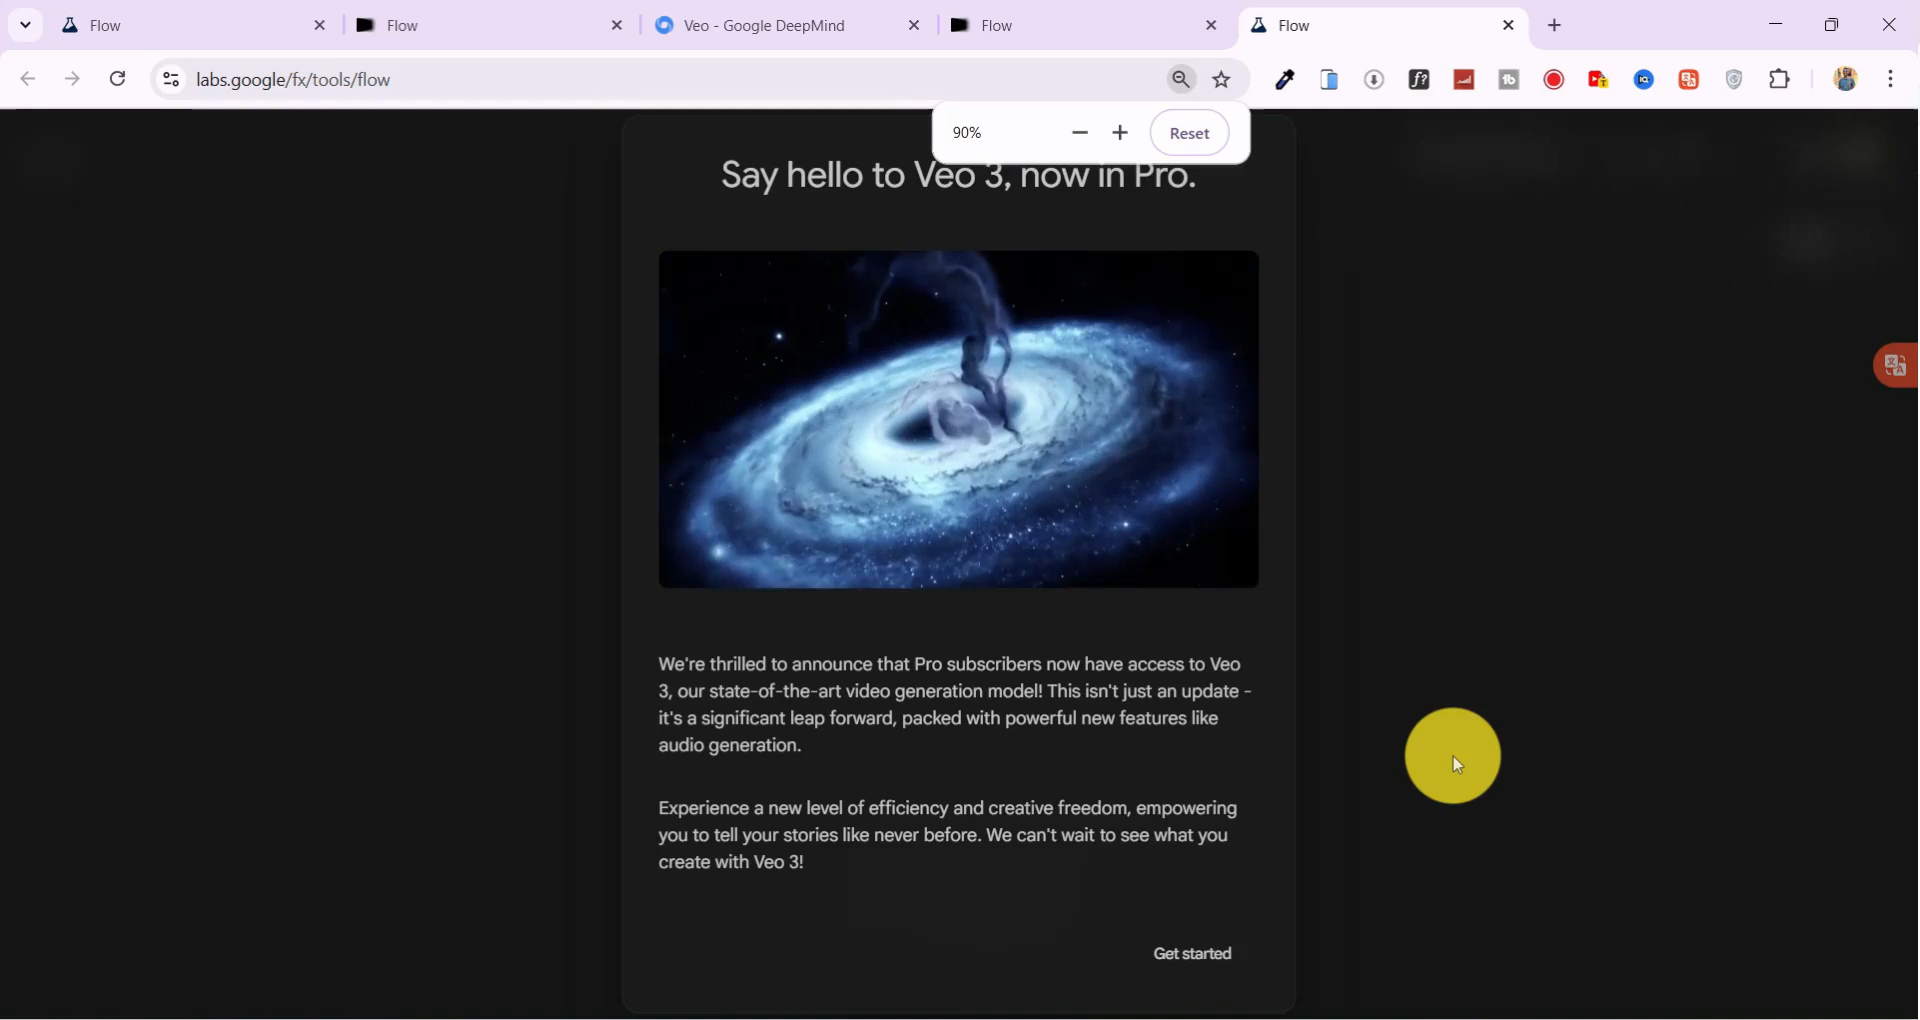 Flow
Flow
Veo - Google DeepMind
Flow
Flow
labs.google/fx/tools/flow
90%
Reset
Say hello to Veo 3, now in Pro.
We're thrilled to announce that Pro subscribers now have access to Veo
3, our state-of-the-art video generation model! This isn't just an update -
it's a significant leap forward, packed with powerful new features like
audio generation.
Experience a new level of efficiency and creative freedom, empowering
you to tell your stories like never before. We can't wait to see what you
create with Veo 3!
Get started